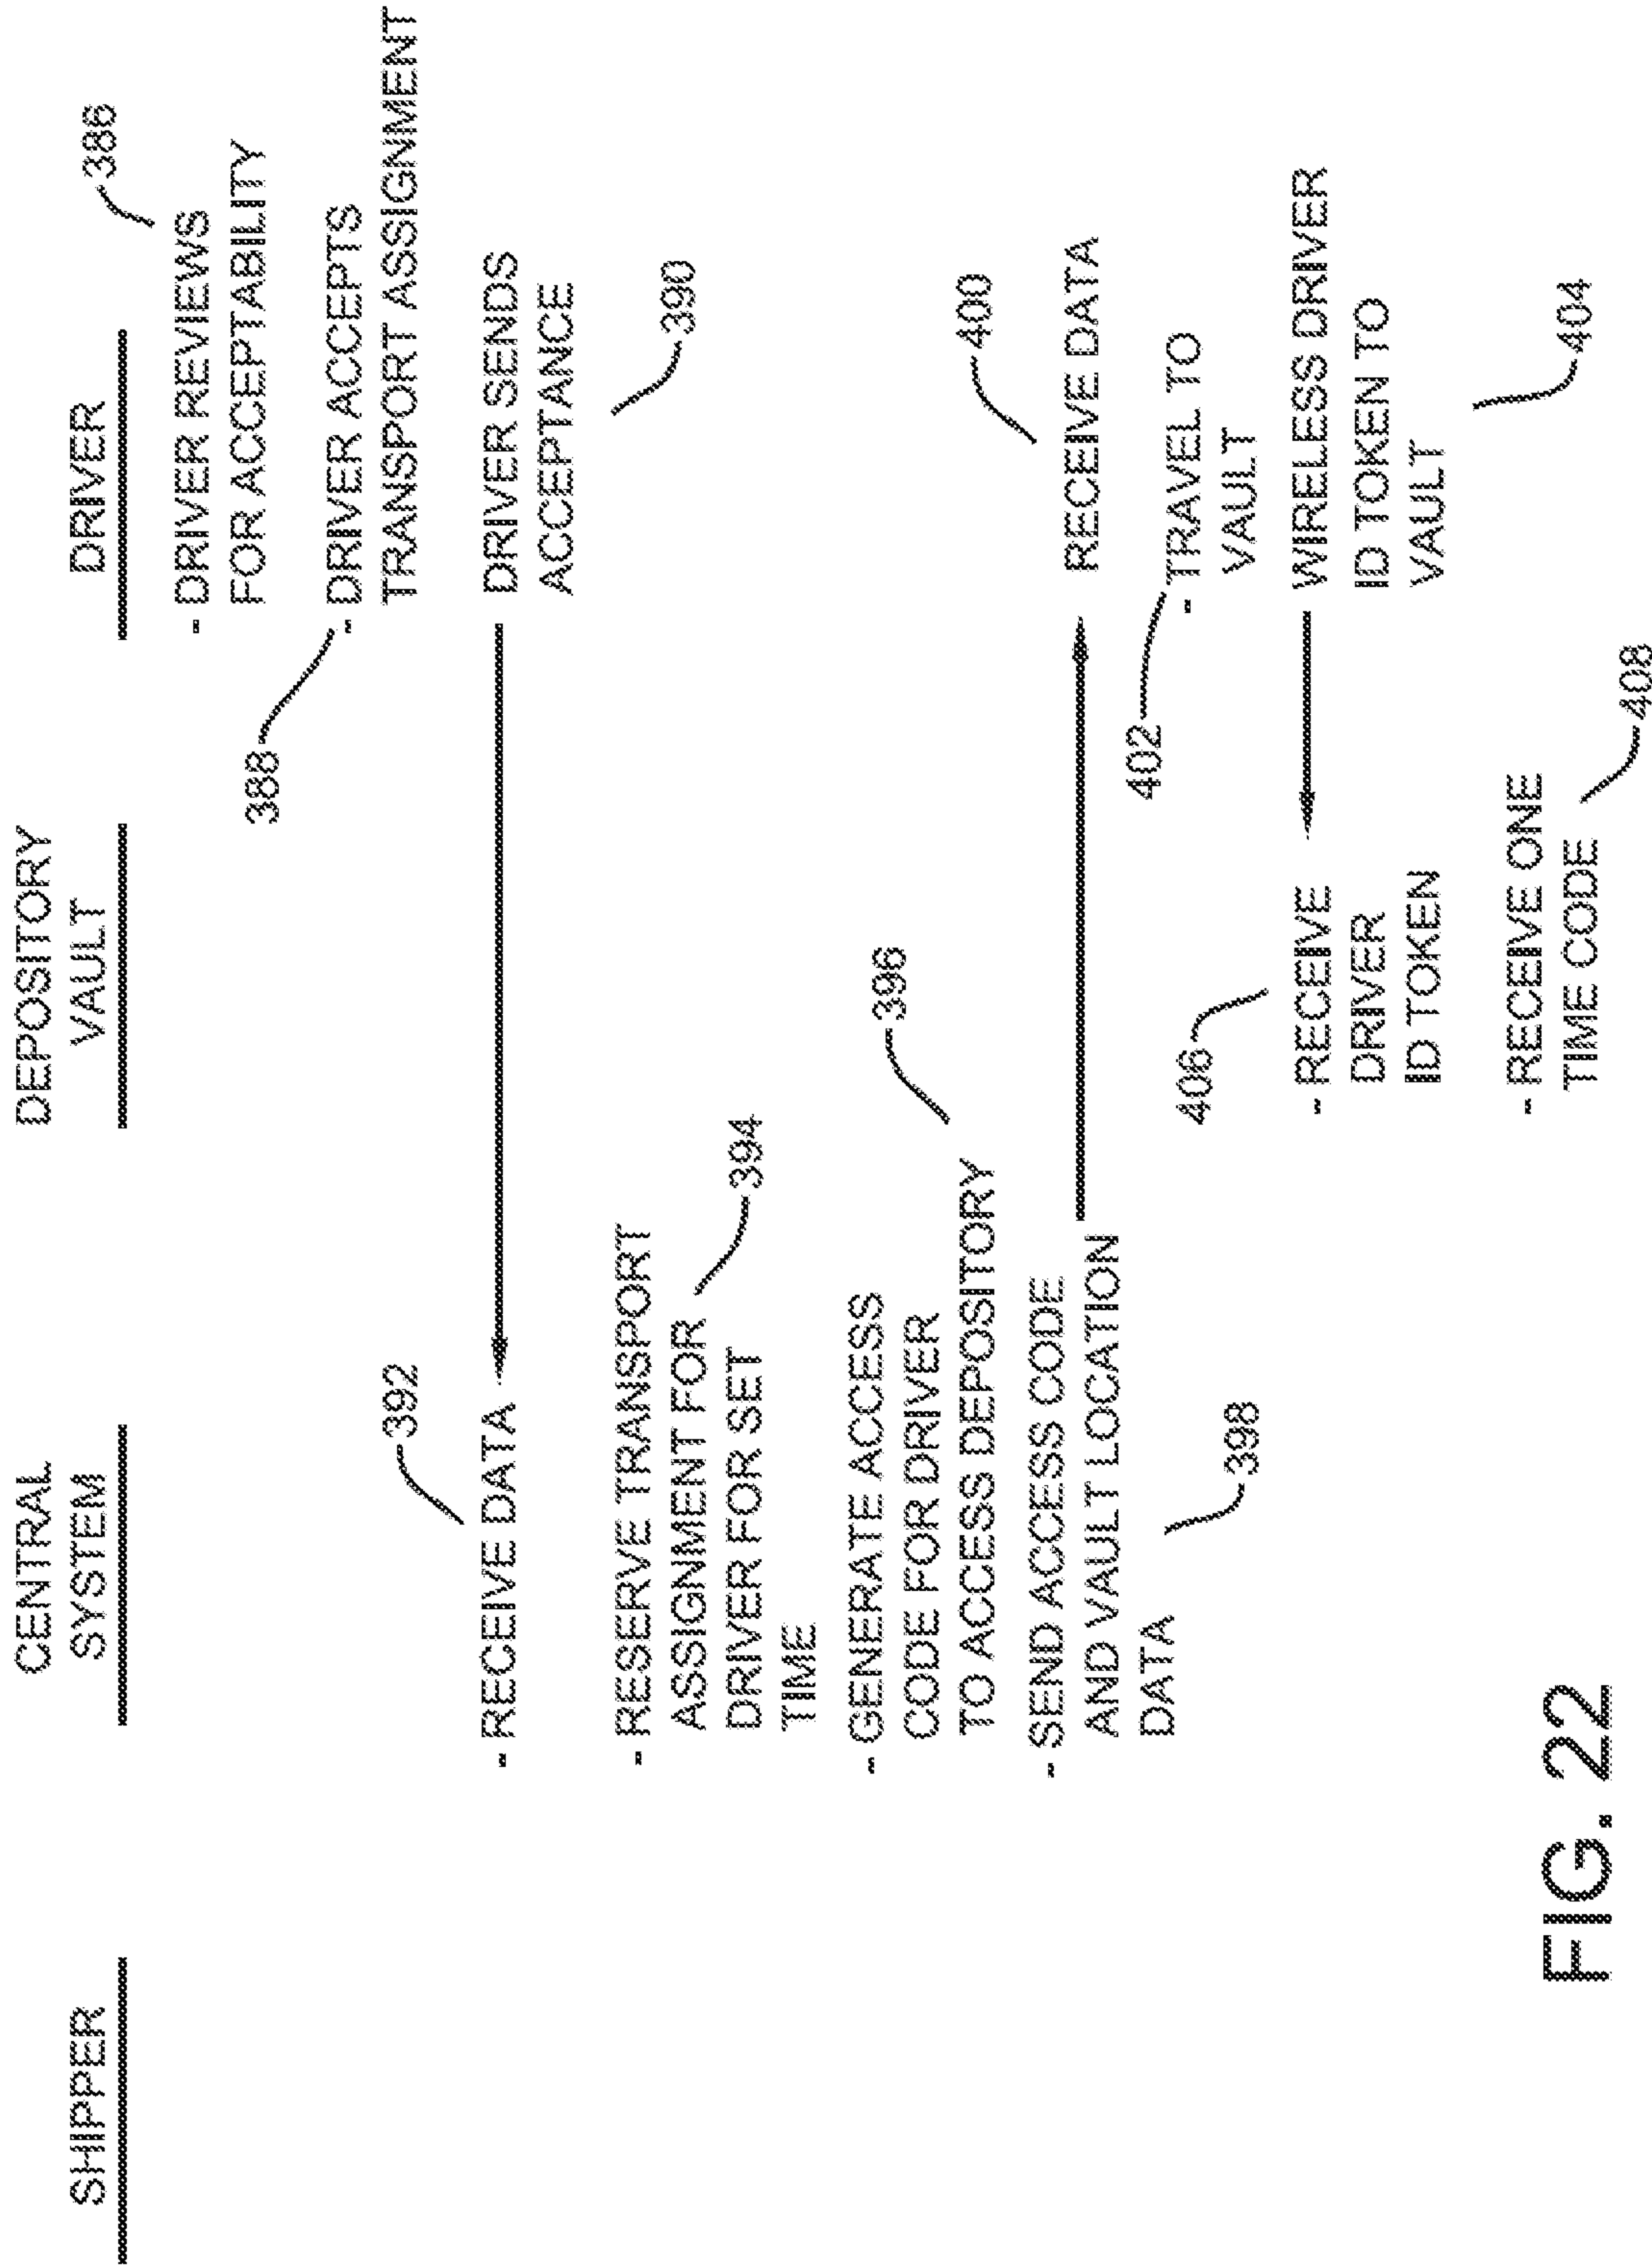 SHIPPER
CENTRAL
SYSTEM
DEPOSITORY
VAULT
DRIVER
- DRIVER REVIEWS
FOR ACCEPTABILITY
386
388
- DRIVER ACCEPTS
TRANSPORT ASSIGNMENT
DRIVER SENDS
ACCEPTANCE
390
392
- RECEIVE DATA
- RESERVE TRANSPORT
ASSIGNMENT FOR
DRIVER FOR SET
TIME
394
- GENERATE ACCESS
CODE FOR DRIVER
TO ACCESS DEPOSITORY
396
- SEND ACCESS CODE
AND VAULT LOCATION
DATA
398
400
RECEIVE DATA
402
- TRAVEL TO
VAULT
WIRELESS DRIVER
ID TOKEN TO
VAULT
404
406
- RECEIVE
DRIVER
ID TOKEN
- RECEIVE ONE
TIME CODE
408
FIG. 22